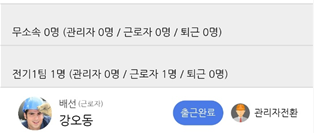 무소속 0명 (관리자 0명 / 근로자 0명 / 퇴근 0명)
전기1팀 1명 (관리자 0명 / 근로자 1명 / 퇴근 0명)
배선 (근로자)
강오동
출근완료
관리자전환